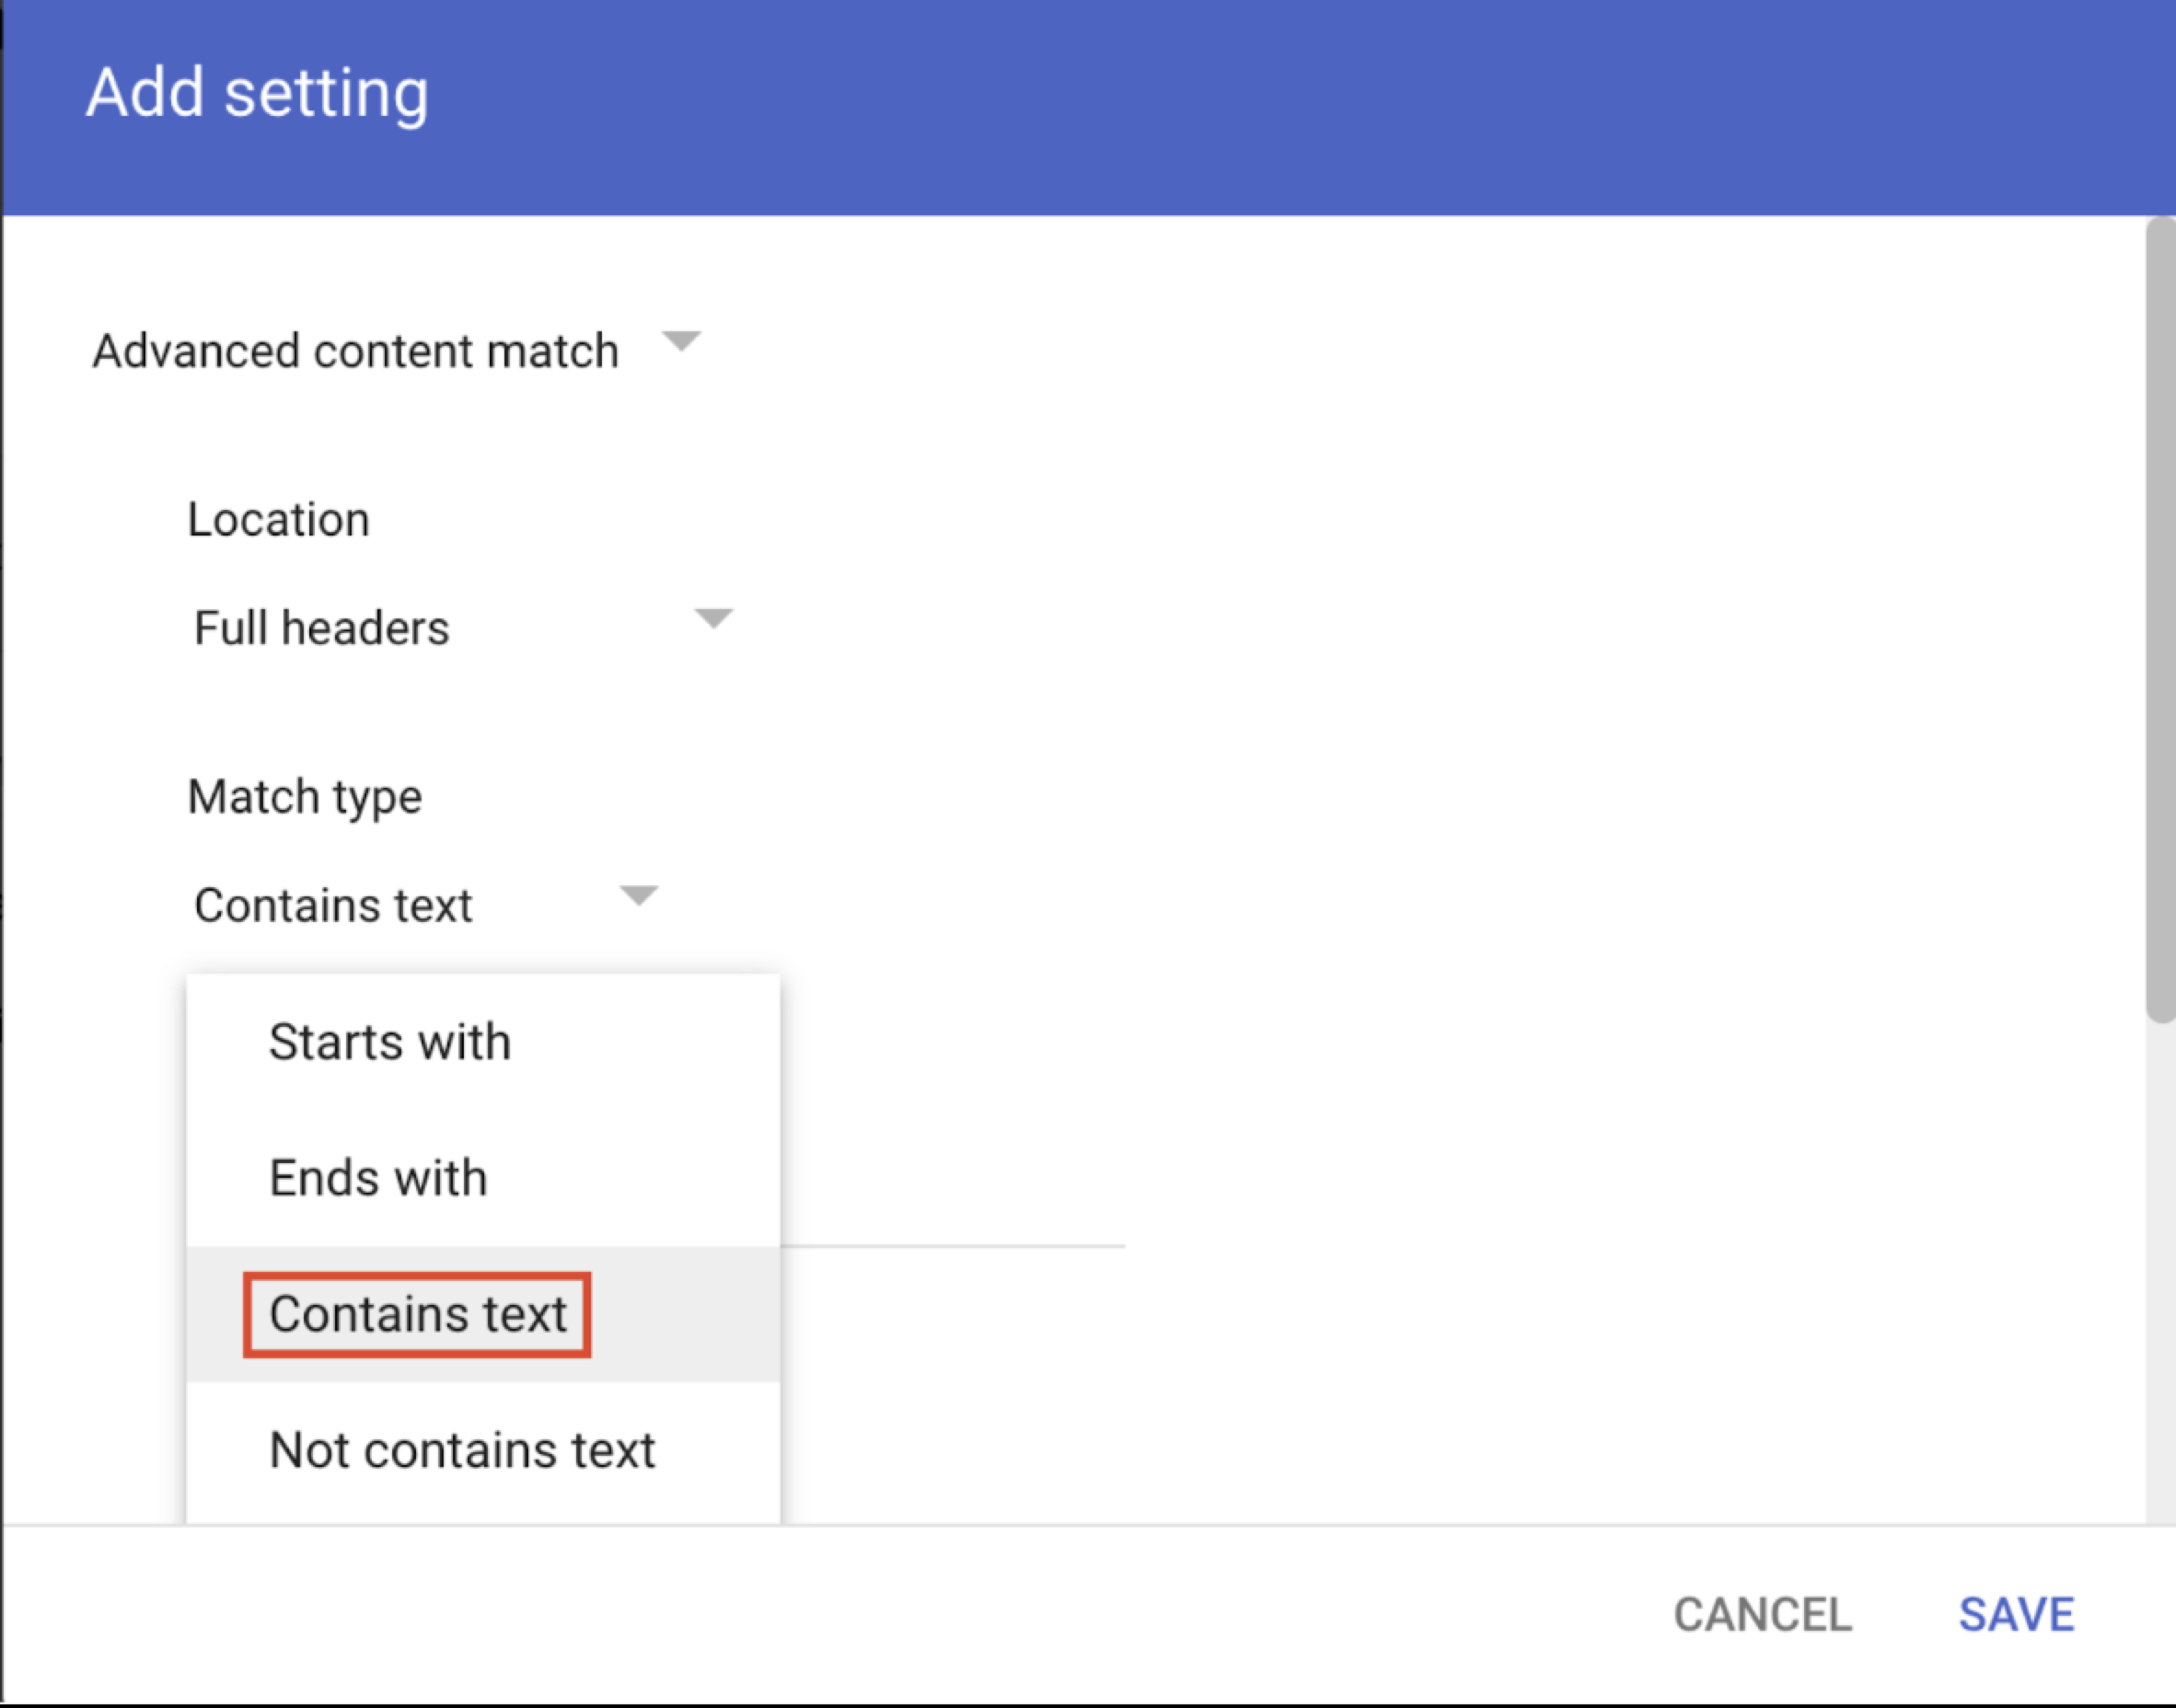 Add setting
Advanced content match
Location
Full headers
Match type
Contains text
Starts with
Ends with
Contains text
Not contains text
CANCEL SAVE